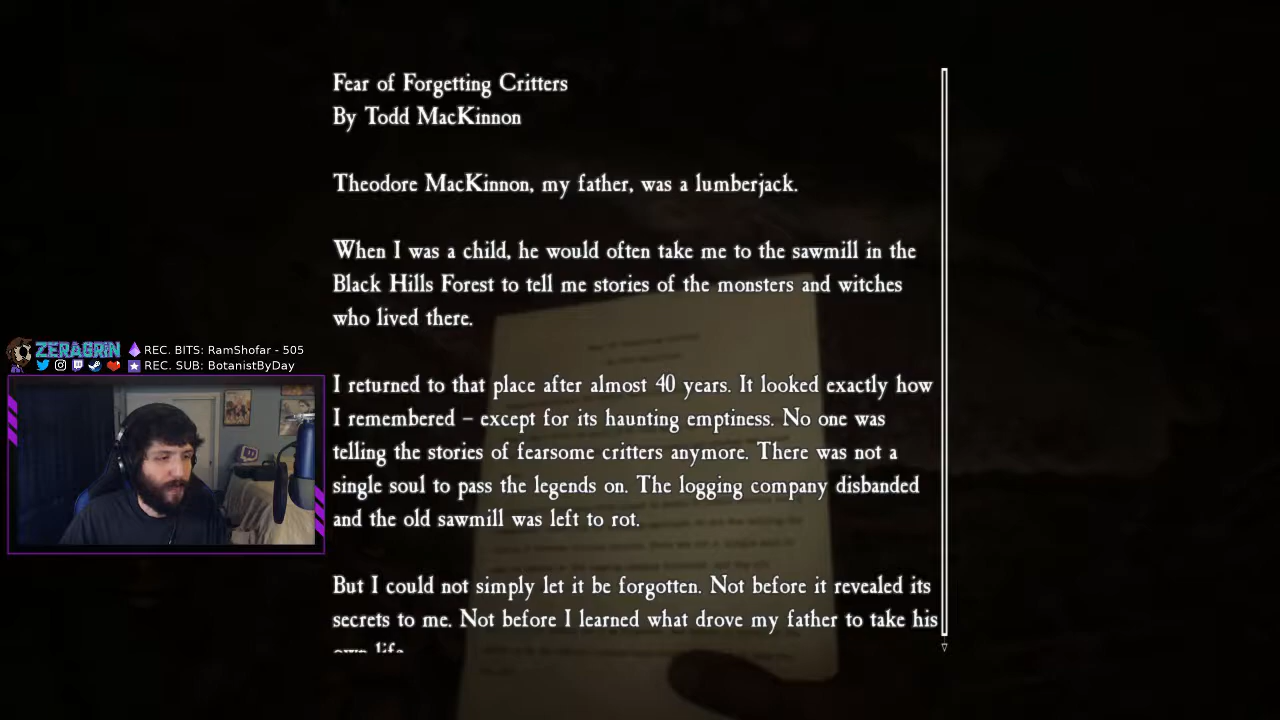 Fear of Forgetting Critters
By Todd MacKinnon
Theodore MacKinnon, my father, was a lumberjack.
When I was a child, he would often take me to the sawmill in the
Black Hills Forest to tell me stories of the monsters and witches
who lived there.
I returned to that place after almost 40 years. It looked exactly how
I remembered – except for its haunting emptiness. No one was
telling the stories of fearsome critters anymore. There was not a
single soul to pass the legends on. The logging company disbanded
and the old sawmill was left to rot.
But I could not simply let it be forgotten. Not before it revealed its
secrets to me. Not before I learned what drove my father to take his
own life
ZERAGRIN
REC. BITS: RamShofar - 505
REC. SUB: BotanistByDay